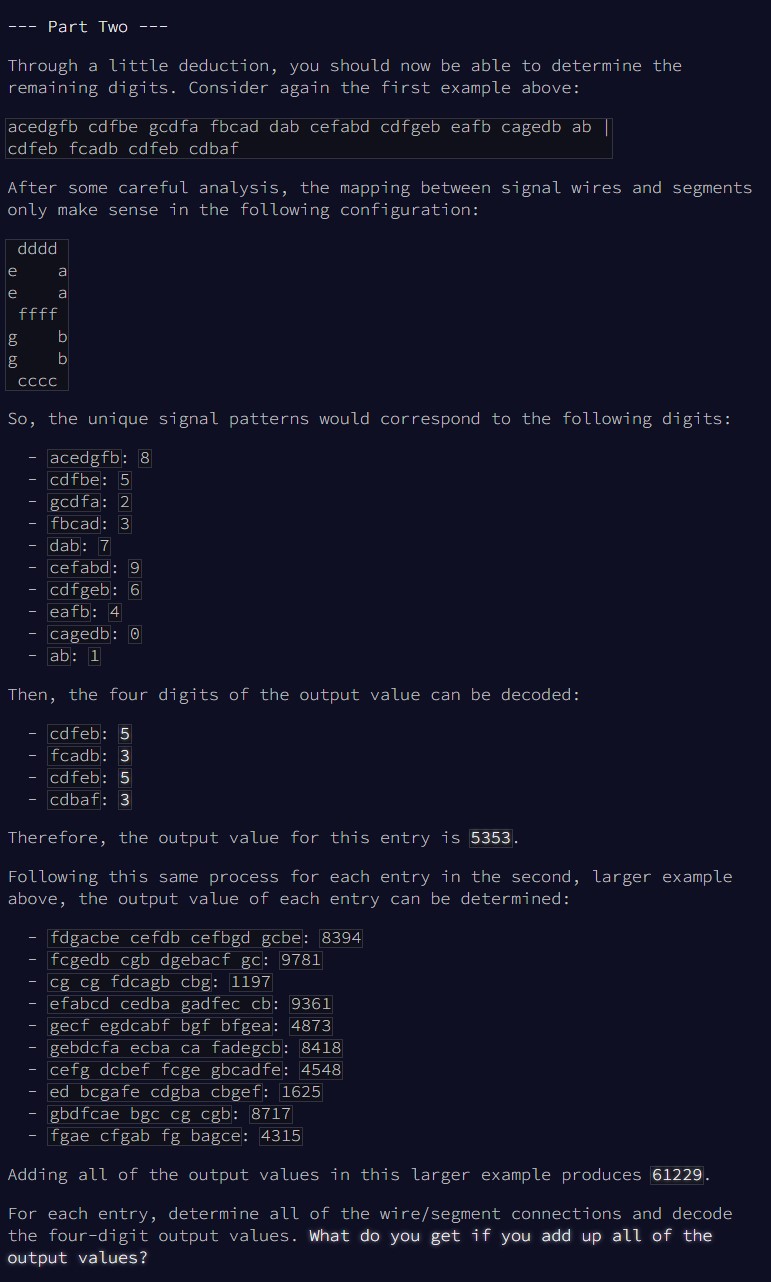 --- Part Two ---
Through a little deduction, you should now be able to determine the
remaining digits. Consider again the first example above:
acedgfb cdfbe gcdfa fbcad dab cefabd cdfgeb eafb cagedb ab |
cdfeb fcadb cdfeb cdbaf
After some careful analysis, the mapping between signal wires and segments
only make sense in the following configuration:
 dddd
e    a
e    a
 ffff
g    b
g    b
 cccc
So, the unique signal patterns would correspond to the following digits:
- acedgfb: 8
- cdfbe: 5
- gcdfa: 2
- fbcad: 3
- dab: 7
- cefabd: 9
- cdfgeb: 6
- eafb: 4
- cagedb: 0
- ab: 1
Then, the four digits of the output value can be decoded:
- cdfeb: 5
- fcadb: 3
- cdfeb: 5
- cdbaf: 3
Therefore, the output value for this entry is 5353.
Following this same process for each entry in the second, larger example
above, the output value of each entry can be determined:
- fdgacbe cefdb cefbgd gcbe: 8394
- fcgedb cgb dgebacf gc: 9781
- cg cg fdcagb cbg: 1197
- efabcd cedba gadfec cb: 9361
- gecf egdcabf bgf bfgea: 4873
- gebdcfa ecba ca fadegcb: 8418
- cefg dcbef fcge gbcadfe: 4548
- ed bcgafe cdgba cbgef: 1625
- gbdfcae bgc cg cgb: 8717
- fgae cfgab fg bagce: 4315
Adding all of the output values in this larger example produces 61229.
For each entry, determine all of the wire/segment connections and decode
the four-digit output values. What do you get if you add up all of the
output values?